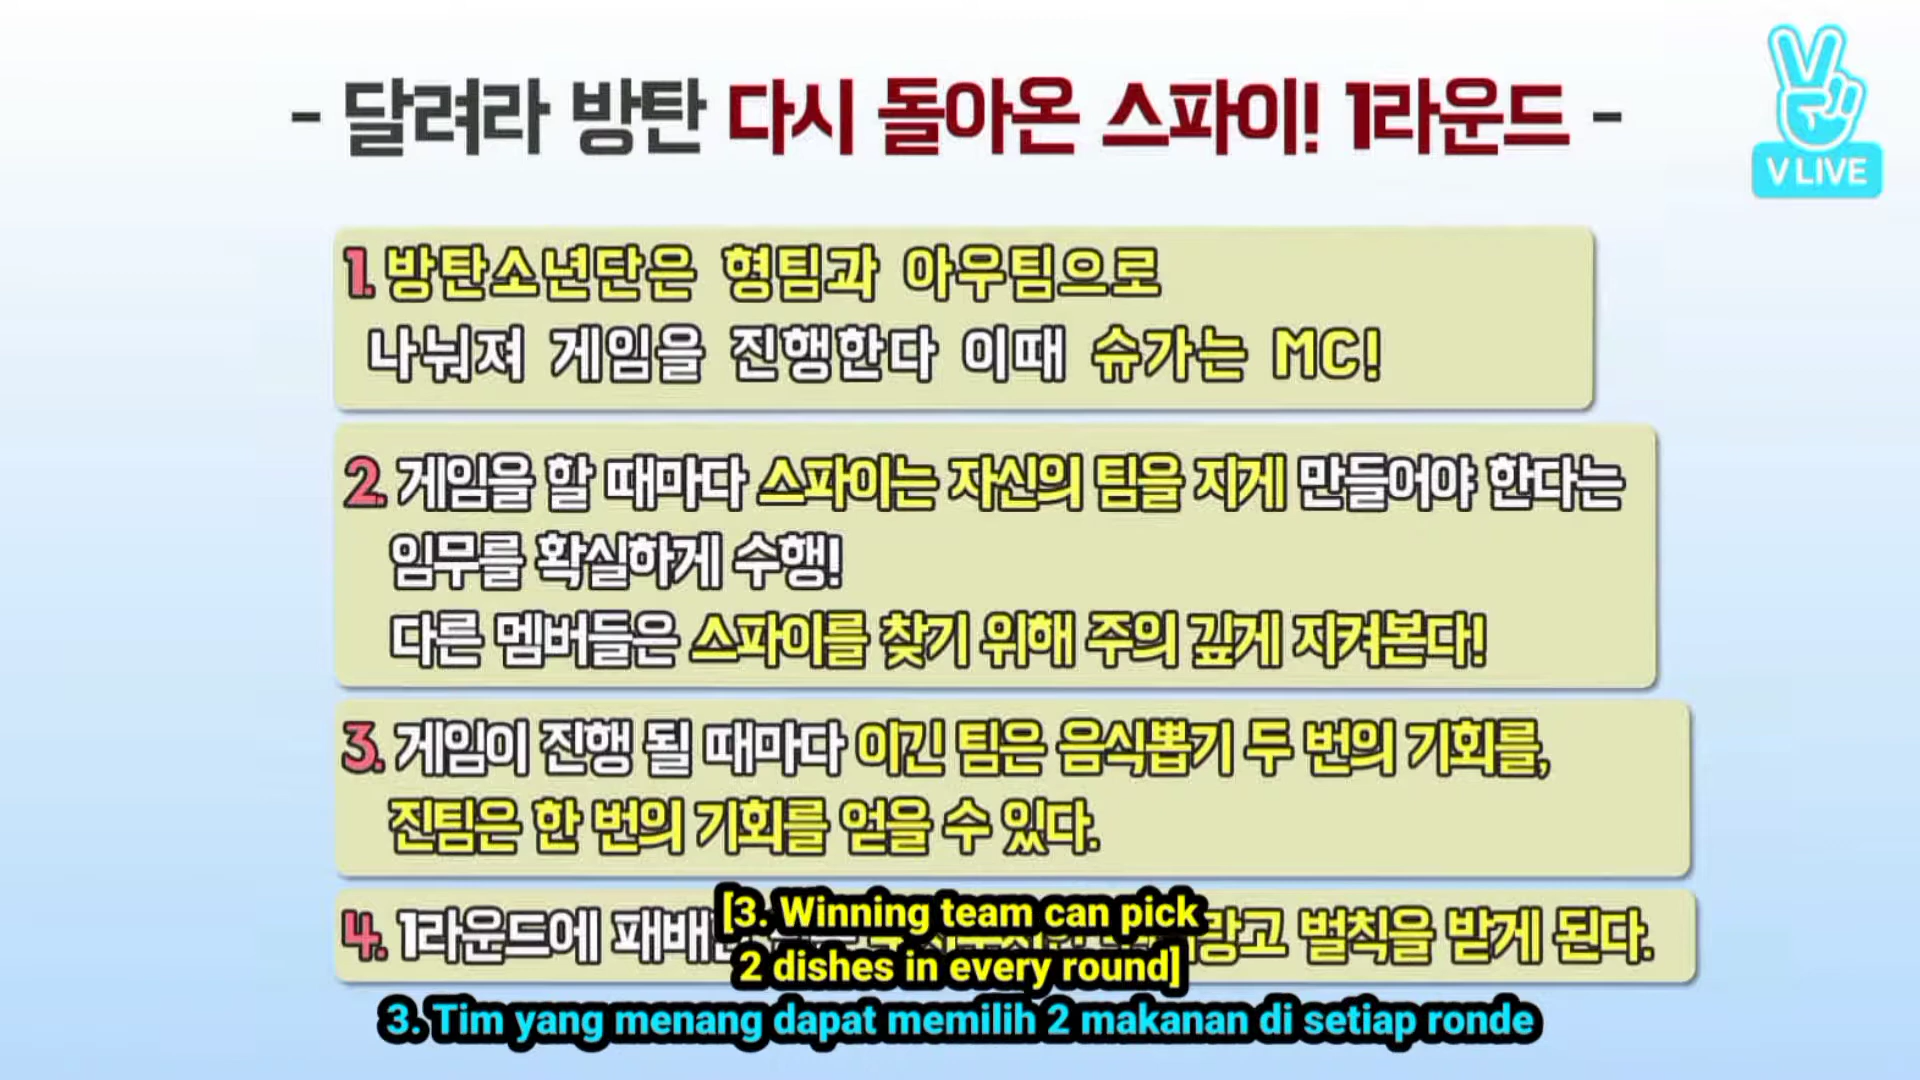 - 달려라 방탄 다시 돌아온 스파이! 1라운드 -
V LIVE
1. 방탄소년단은 형팀과 아우팀으로
나눠져 게임을 진행한다 이때 슈가는 MC!
2. 게임을 할 때마다 스파이는 자신의 팀을 지게 만들어야 한다는
임무를 확실하게 수행!
다른 멤버들은 스파이를 찾기 위해 주의 깊게 지켜본다!
3. 게임이 진행 될 때마다 이긴 팀은 음식뽑기 두 번의 기회를,
진팀은 한 번의 기회를 얻을 수 있다.
4. 1라운드에 벌칙을 받게 된다.
[3. Winning team can pick
2 dishes in every round]
3. Tim yang menang dapat memilih 2 makanan di setiap ronde